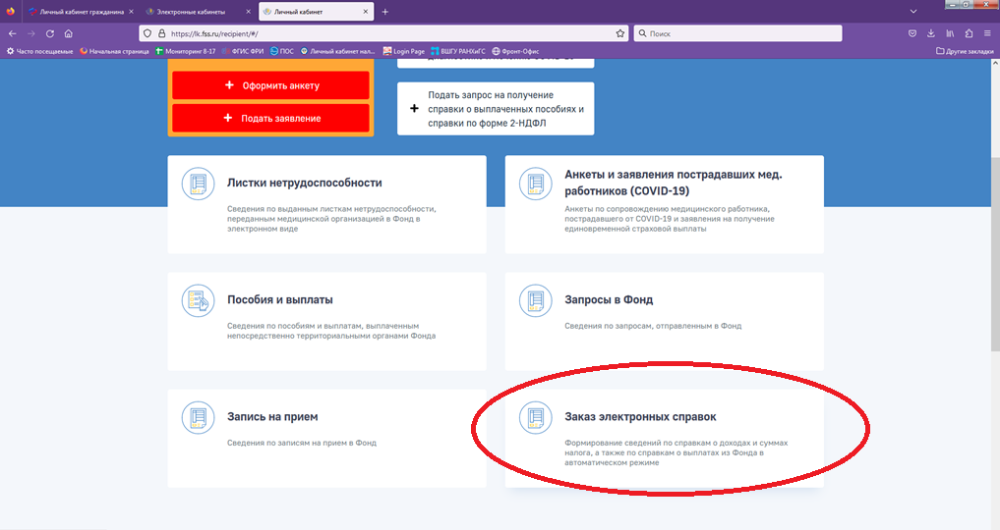 Личный кабинет гражданина
Электронные кабинеты
Личный кабинет
https://lk.fss.ru/recipient/#/
Поиск
Часто посещаемые
Начальная страница
Мониторинг 8-17
ФГИС ФРИ
ПОС
Личный кабинет нал...
Login Page
ВШГУ РАНХиГС
Фронт-Офис
Другие закладки
+ Оформить анкету
+ Подать заявление
Подать запрос на получение
+ справки о выплаченных пособиях и
справки по форме 2-НДФЛ
Листки нетрудоспособности
Сведения по выданным листкам нетрудоспособности,
переданным медицинской организацией в Фонд в
электронном виде
Анкеты и заявления пострадавших мед.
работников (COVID-19)
Анкеты по сопровождению медицинского работника,
пострадавшего от COVID-19 и заявления на получение
единовременной страховой выплаты
Пособия и выплаты
Сведения по пособиям и выплатам, выплаченным
непосредственно территориальными органами Фонда
Запросы в Фонд
Сведения по запросам, отправленным в Фонд
Запись на прием
Сведения по записям на прием в Фонд
Заказ электронных справок
Формирование сведений по справкам о доходах и суммах
налога, а также по справкам о выплатах из Фонда в
автоматическом режиме